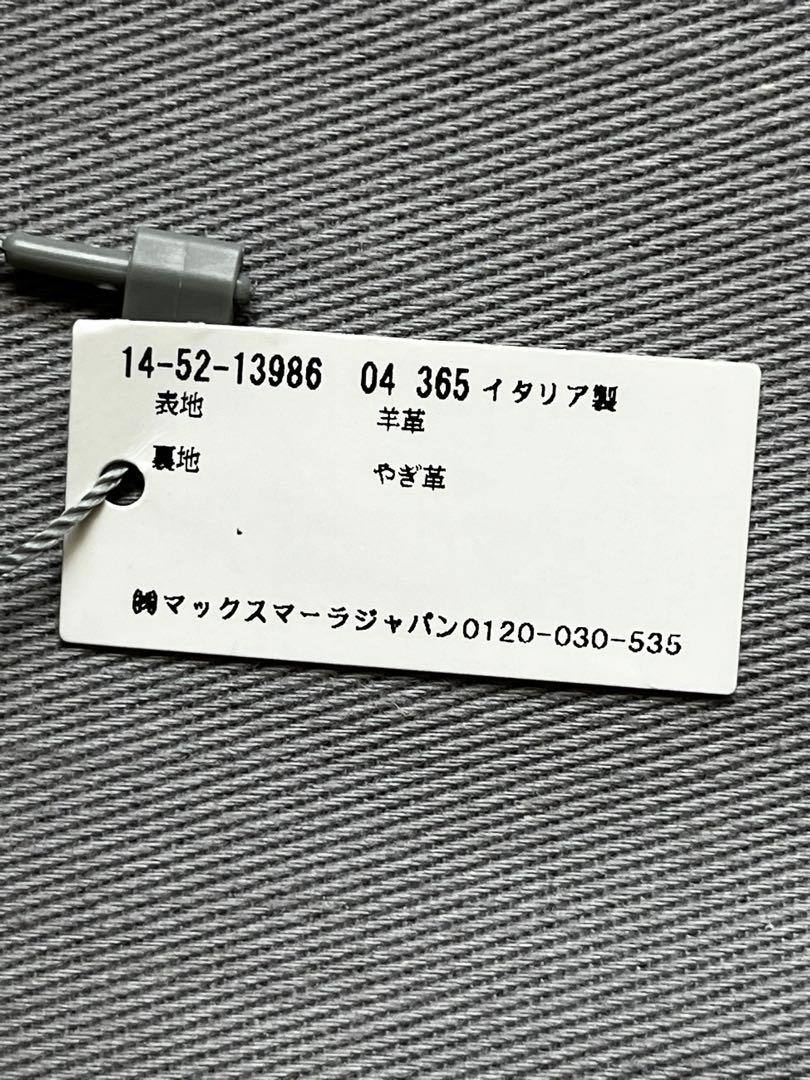 14-52-13986 04 365 イタリア製
表地 羊革
裏地 やぎ革
㈱マックスマーラジャパン0120-030-535